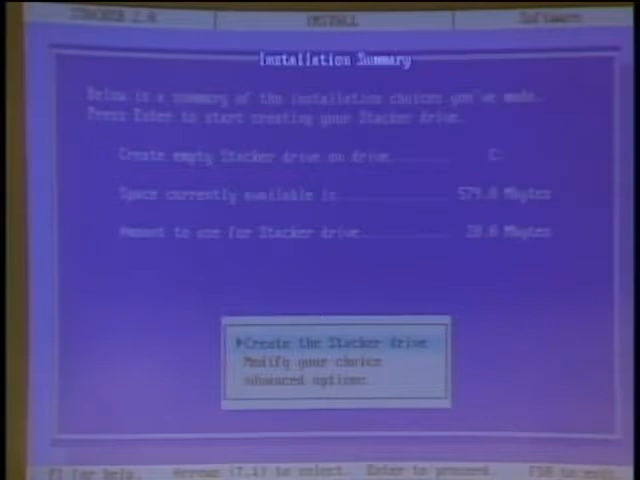 STACKER 2.0 INSTALL Software
Installation Summary
Below is a summary of the installation choices you've made.
Press Enter to start creating your Stacker drive.
Create empty Stacker drive on drive........ C:
Space currently available is............... 579.0 Mbytes
Amount to use for Stacker drive............ 20.0 Mbytes
Create the Stacker drive
Modify your choice
Advanced options
F1 for help. Arrows (↑,↓) to select. Enter to proceed. F10 to exit.